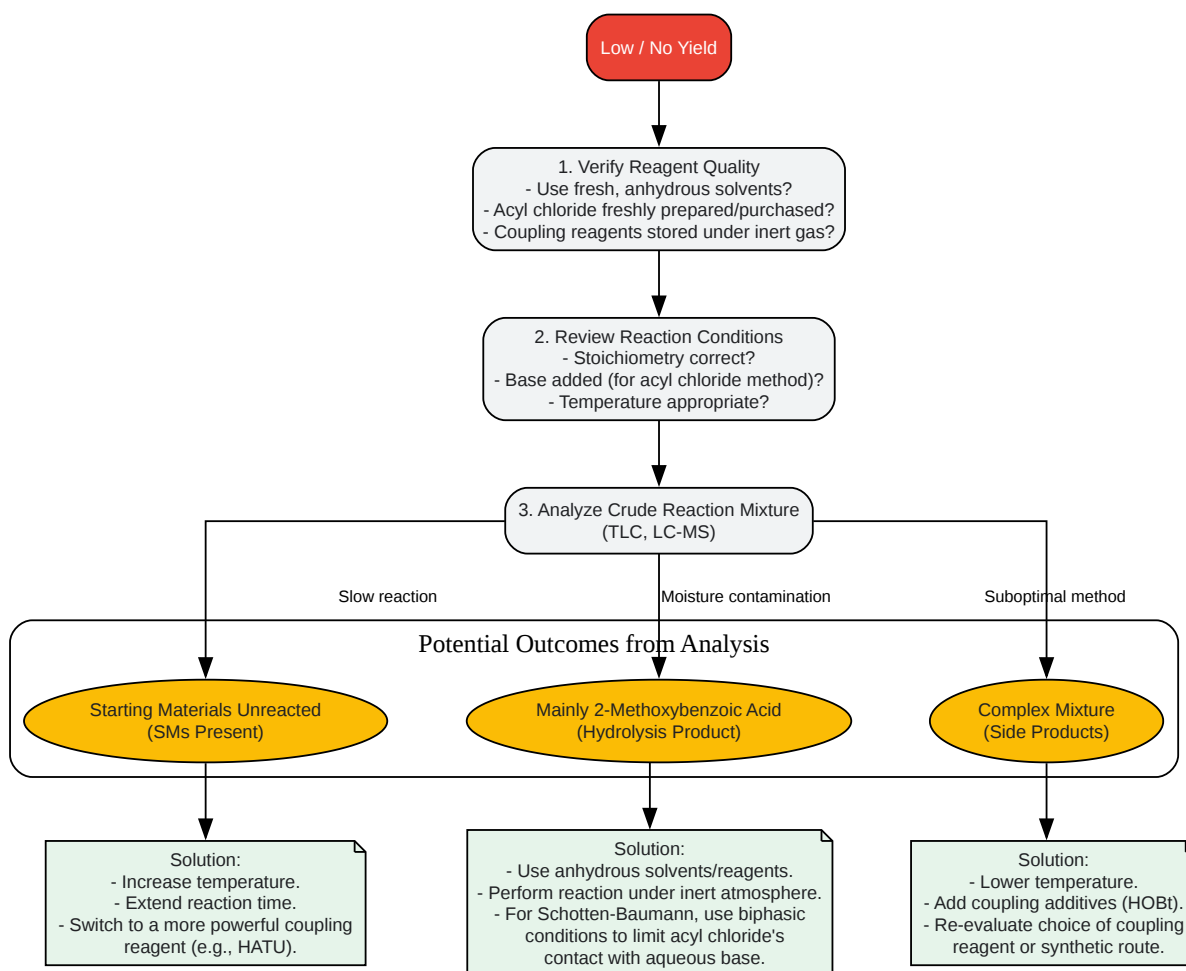 Low / No Yield
1. Verify Reagent Quality
- Use fresh, anhydrous solvents?
- Acyl chloride freshly prepared/purchased?
- Coupling reagents stored under inert gas?
2. Review Reaction Conditions
- Stoichiometry correct?
- Base added (for acyl chloride method)?
- Temperature appropriate?
3. Analyze Crude Reaction Mixture
(TLC, LC-MS)
Slow reaction
Moisture contamination
Suboptimal method
Potential Outcomes from Analysis
Starting Materials Unreacted
(SMs Present)
Mainly 2-Methoxybenzoic Acid
(Hydrolysis Product)
Complex Mixture
(Side Products)
Solution:
- Increase temperature.
- Extend reaction time.
- Switch to a more powerful coupling
reagent (e.g., HATU).
Solution:
- Use anhydrous solvents/reagents.
- Perform reaction under inert atmosphere.
- For Schotten-Baumann, use biphasic
conditions to limit acyl chloride's
contact with aqueous base.
Solution:
- Lower temperature.
- Add coupling additives (HOBt).
- Re-evaluate choice of coupling
reagent or synthetic route.